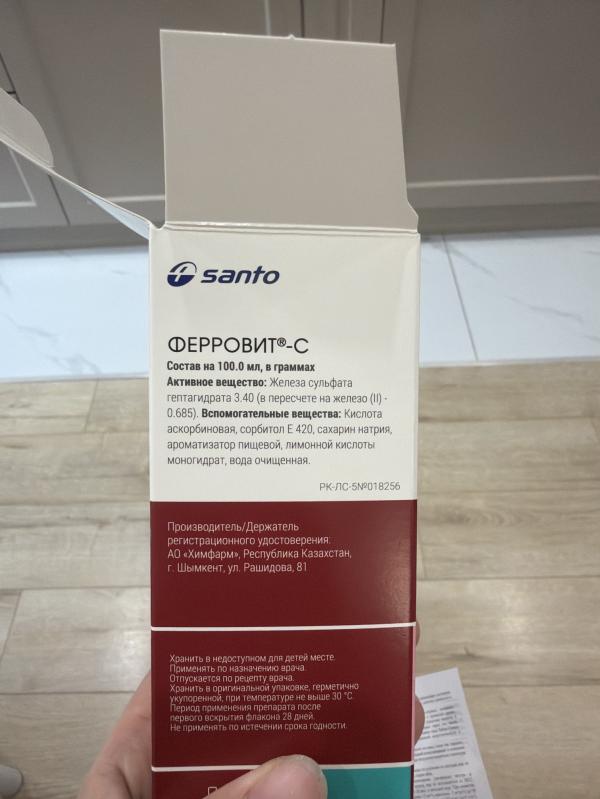 santo
ФЕРРОВИТ®-С
Состав на 100.0 мл, в граммах
Активное вещество: Железа сульфата
гептагидрата 3.40 (в пересчете на железо (II) -
0.685). Вспомогательные вещества: Кислота
аскорбиновая, сорбитол Е 420, сахарин натрия,
ароматизатор пищевой, лимонной кислоты
моногидрат, вода очищенная.
РК-ЛС-5№018256
Производитель/Держатель
регистрационного удостоверения:
АО «Химфарм», Республика Казахстан,
г. Шымкент, ул. Рашидова, 81
Хранить в недоступном для детей месте.
Применять по назначению врача.
Отпускается по рецепту врача.
Хранить в оригинальной упаковке, герметично
укупоренной, при температуре не выше 30 °С.
Период применения препарата после
первого вскрытия флакона 28 дней.
Не применять по истечении срока годности.